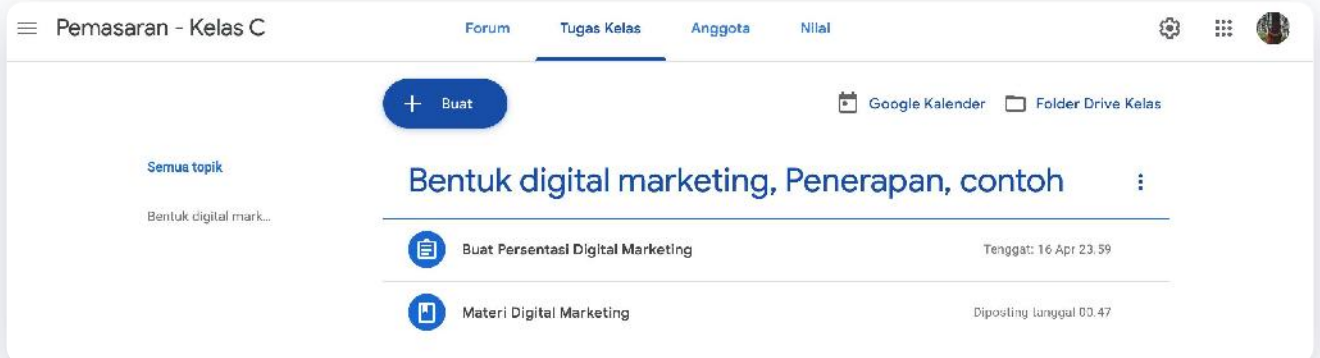 Pemasaran - Kelas C
Forum Tugas Kelas Anggota Nilai
Buat
Google Kalender Folder Drive Kelas
Semua topik
Bentuk digital mark...
Bentuk digital marketing, Penerapan, contoh
Buat Persentasi Digital Marketing Tenggat: 16 Apr 23.59
Materi Digital Marketing Diposting tanggal 00.47